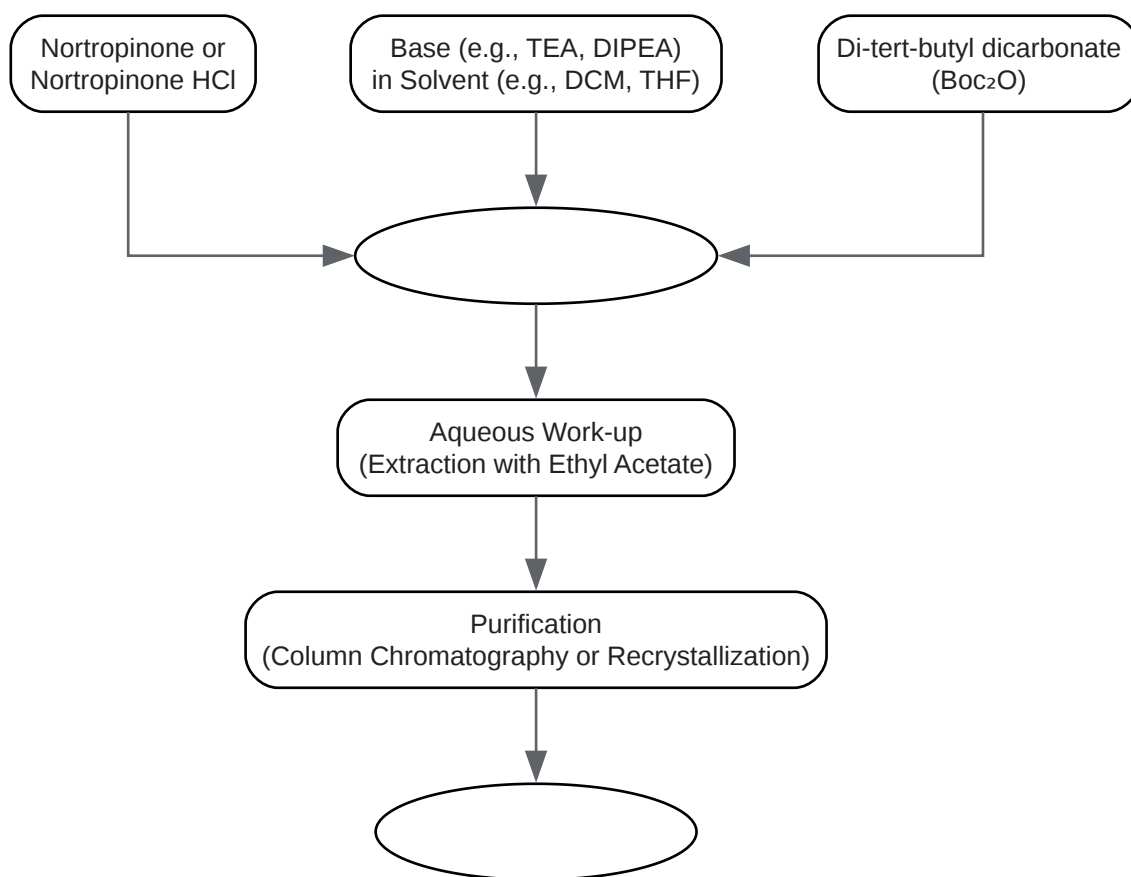 Nortropinone or
Nortropinone HCl
Base (e.g., TEA, DIPEA)
in Solvent (e.g., DCM, THF)
Di-tert-butyl dicarbonate
(Boc₂O)
Aqueous Work-up
(Extraction with Ethyl Acetate)
Purification
(Column Chromatography or Recrystallization)